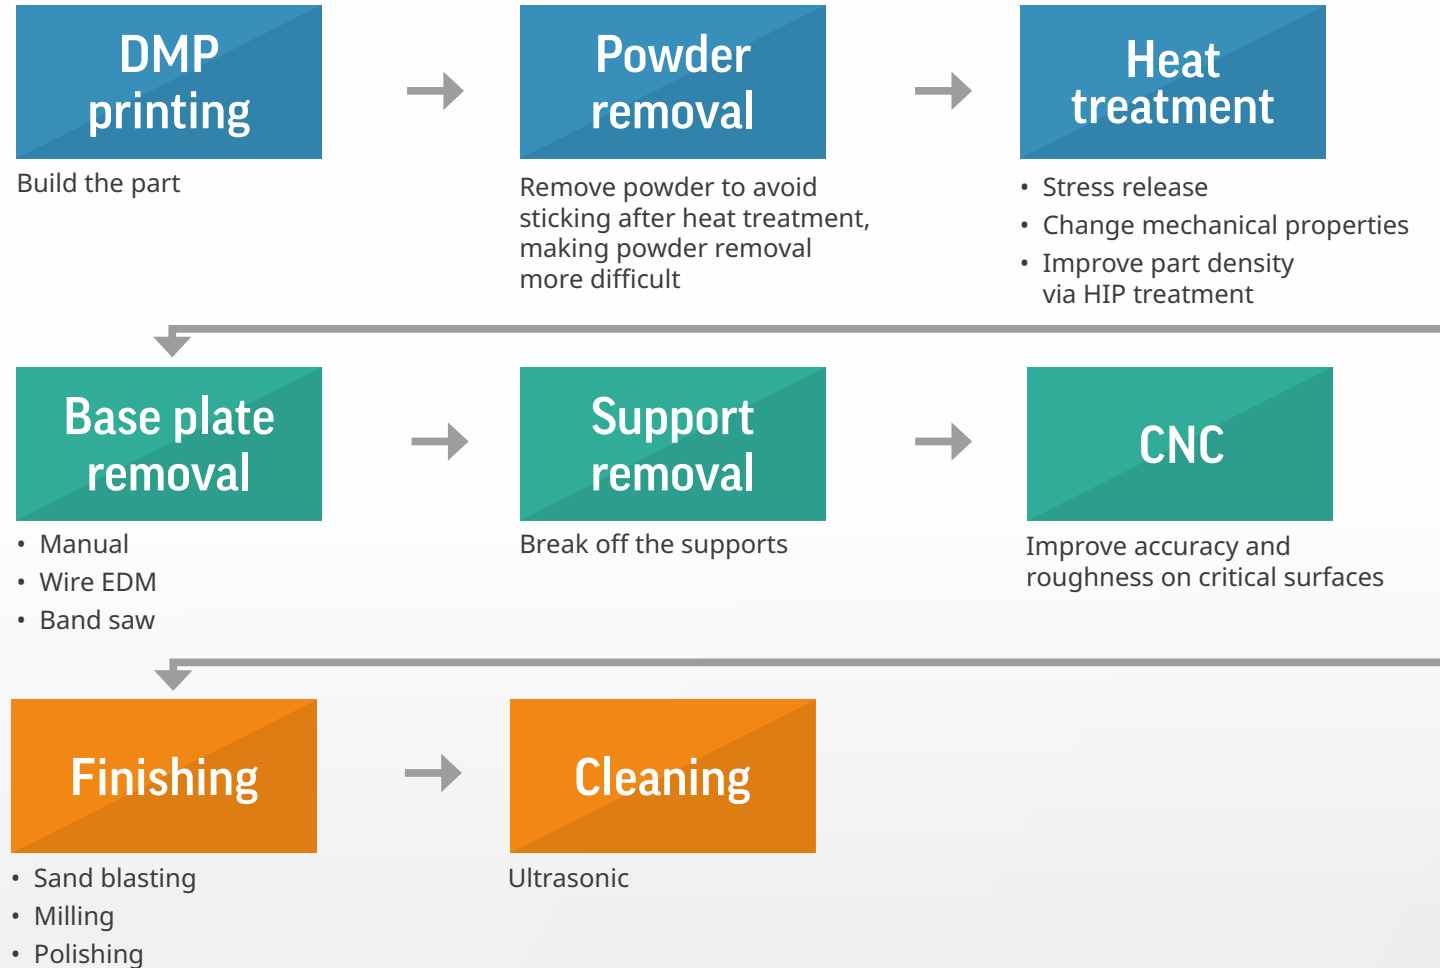 DMP
printing
Build the part
Powder
removal
Remove powder to avoid
sticking after heat treatment,
making powder removal
more difficult
Heat
treatment
• Stress release
• Change mechanical properties
• Improve part density
via HIP treatment
Base plate
removal
• Manual
• Wire EDM
• Band saw
Support
removal
Break off the supports
CNC
Improve accuracy and
roughness on critical surfaces
Finishing
• Sand blasting
• Milling
• Polishing
Cleaning
Ultrasonic